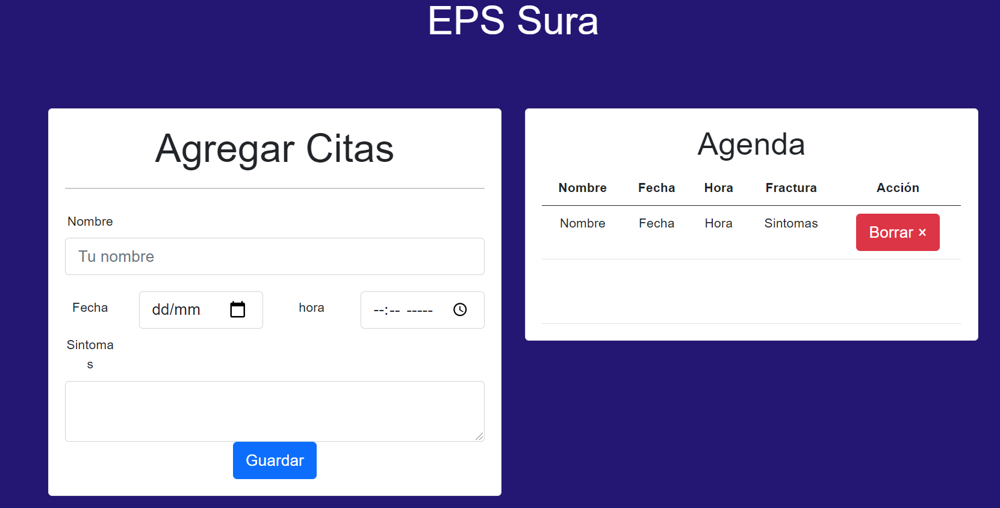 EPS Sura
Agregar Citas
Nombre
Tu nombre
Fecha dd/mm hora --:-- -----
Sintoma
s
Guardar
Agenda
Nombre Fecha Hora Fractura Acción
Nombre Fecha Hora Sintomas Borrar ×